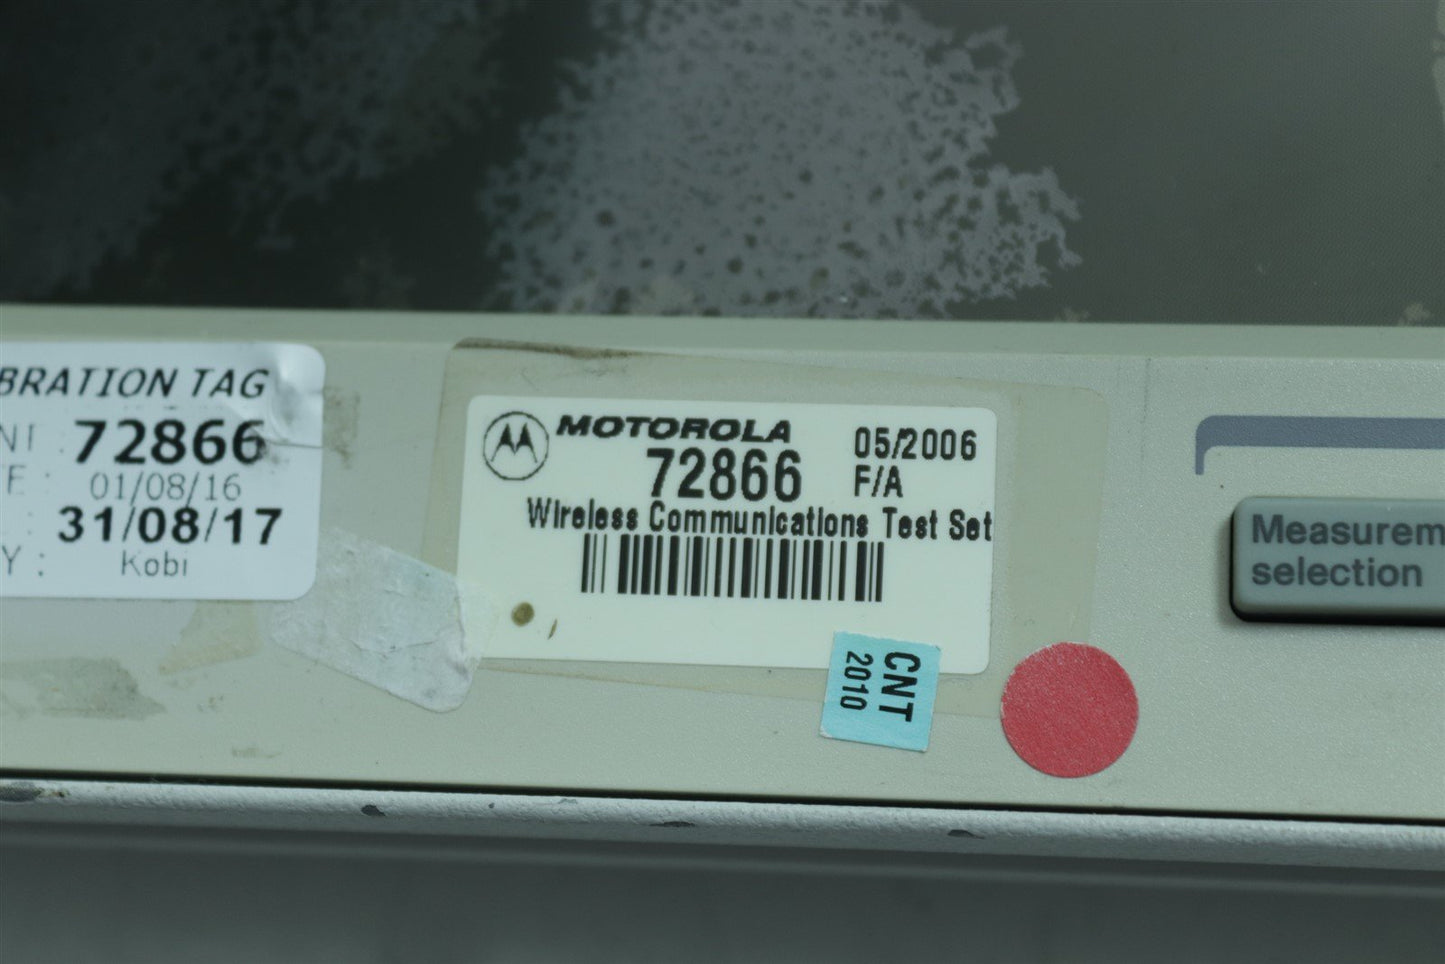 BRATION TAG
72866
01/08/16
31/08/17
Y : Kobi
MOTOROLA
72866
05/2006
F/A
Wireless Communications Test Set
CNT
2010
Measurem
selection